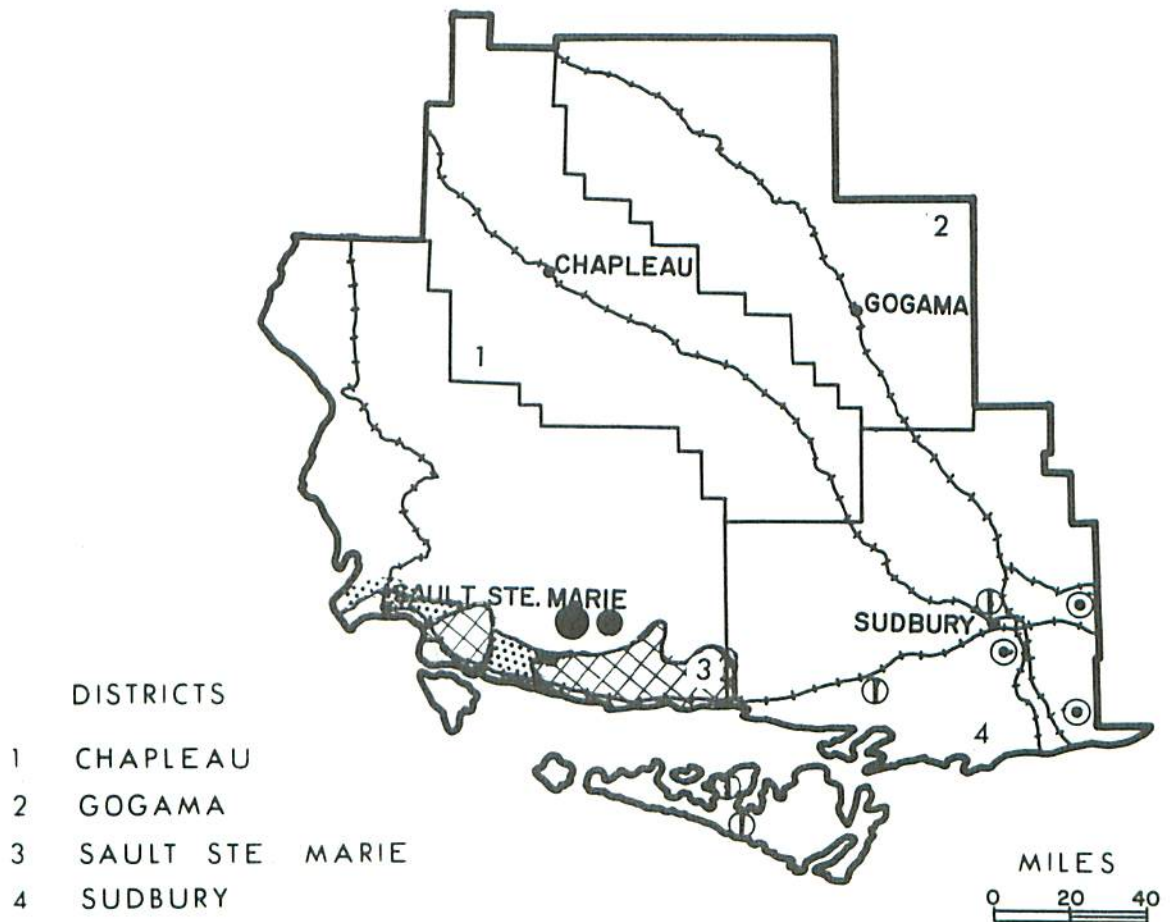 2
CHAPLEAU
GOGAMA
1
SAULT STE. MARIE
SUDBURY
3
4
DISTRICTS
1 CHAPLEAU
2 GOGAMA
3 SAULT STE MARIE
4 SUDBURY
MILES
0 20 40